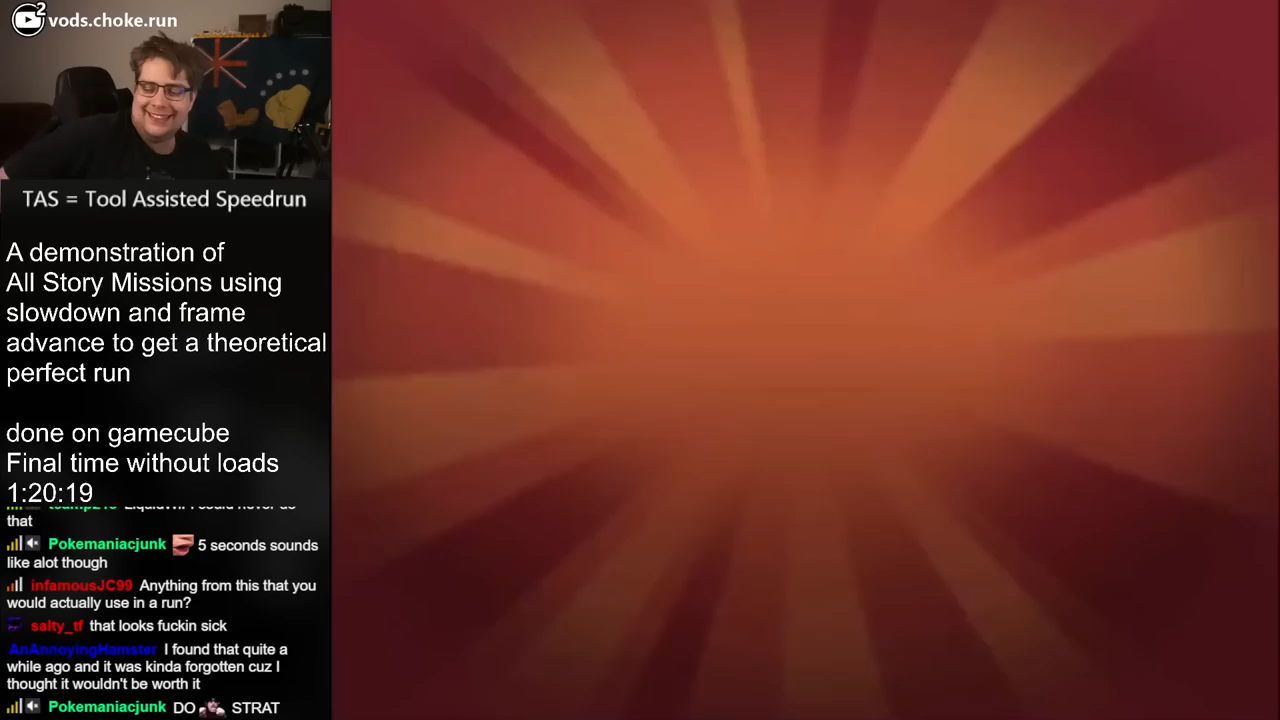 2 vods.choke.run
TAS = Tool Assisted Speedrun
A demonstration of
All Story Missions using
slowdown and frame
advance to get a theoretical
perfect run
done on gamecube
Final time without loads
1:20:19
that
Pokemaniacjunk 5 seconds sounds
like alot though
infamousJC99 Anything from this that you
would actually use in a run?
salty_tf that looks fuckin sick
AnAnnoyingHamster I found that quite a
while ago and it was kinda forgotten cuz I
thought it wouldn't be worth it
Pokemaniacjunk DO STRAT